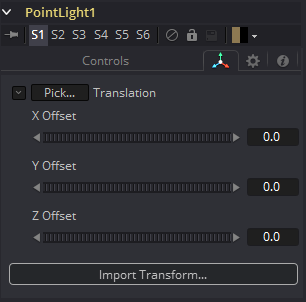 PointLight1
S1 S2 S3 S4 S5 S6
Controls
Pick... Translation
X Offset
0.0
Y Offset
0.0
Z Offset
0.0
Import Transform...